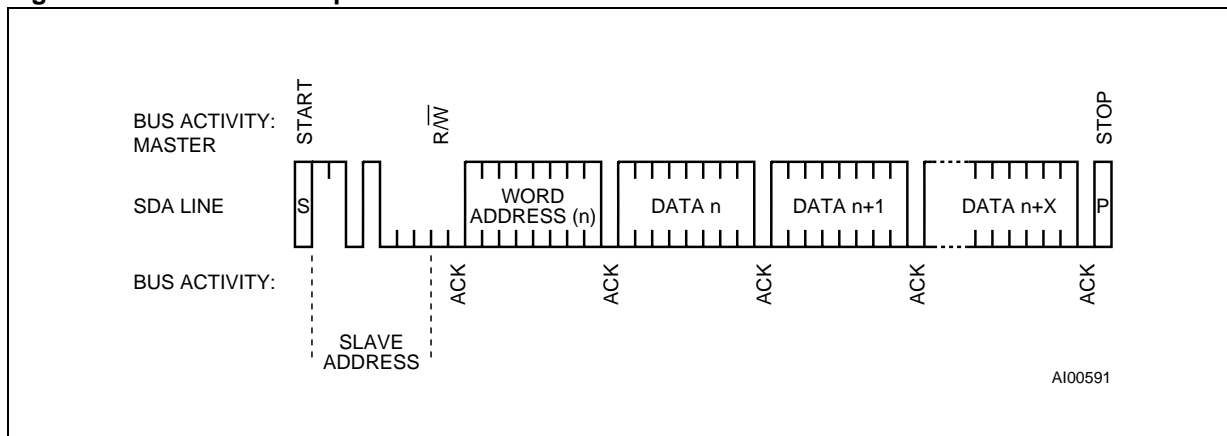 START
R/W̅
STOP
BUS ACTIVITY:
MASTER
SDA LINE
S
WORD
ADDRESS (n)
DATA n
DATA n+1
DATA n+X
P
BUS ACTIVITY:
ACK
ACK
ACK
ACK
ACK
SLAVE
ADDRESS
AI00591